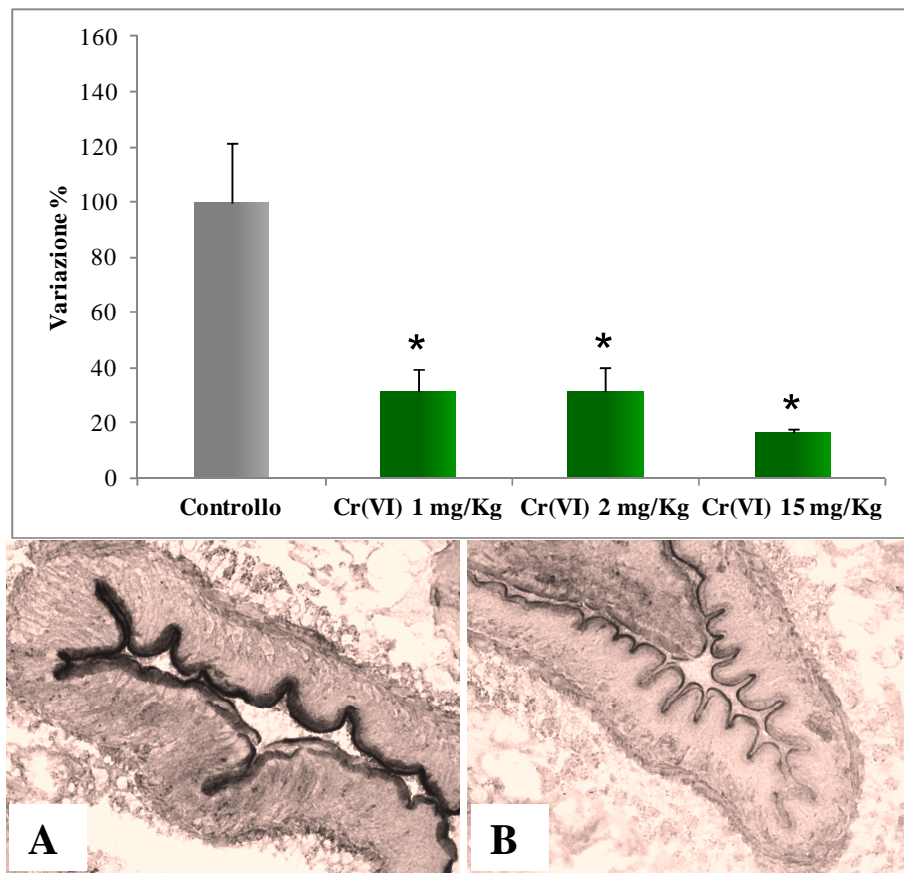 160
140
120
100
80
60
40
20
0
Variazione %
*
*
*
Controllo
Cr(VI) 1 mg/Kg
Cr(VI) 2 mg/Kg
Cr(VI) 15 mg/Kg
A
B